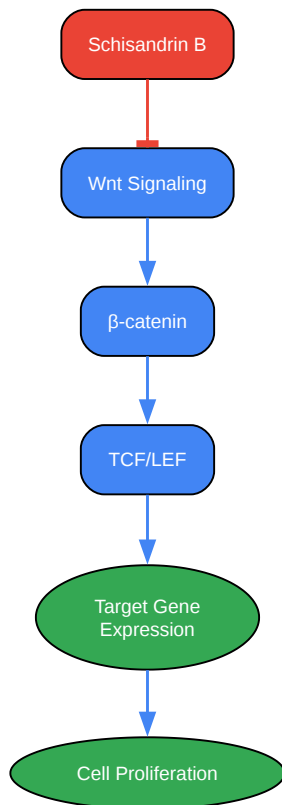 Schisandrin B
Wnt Signaling
β-catenin
TCF/LEF
Target Gene
Expression
Cell Proliferation